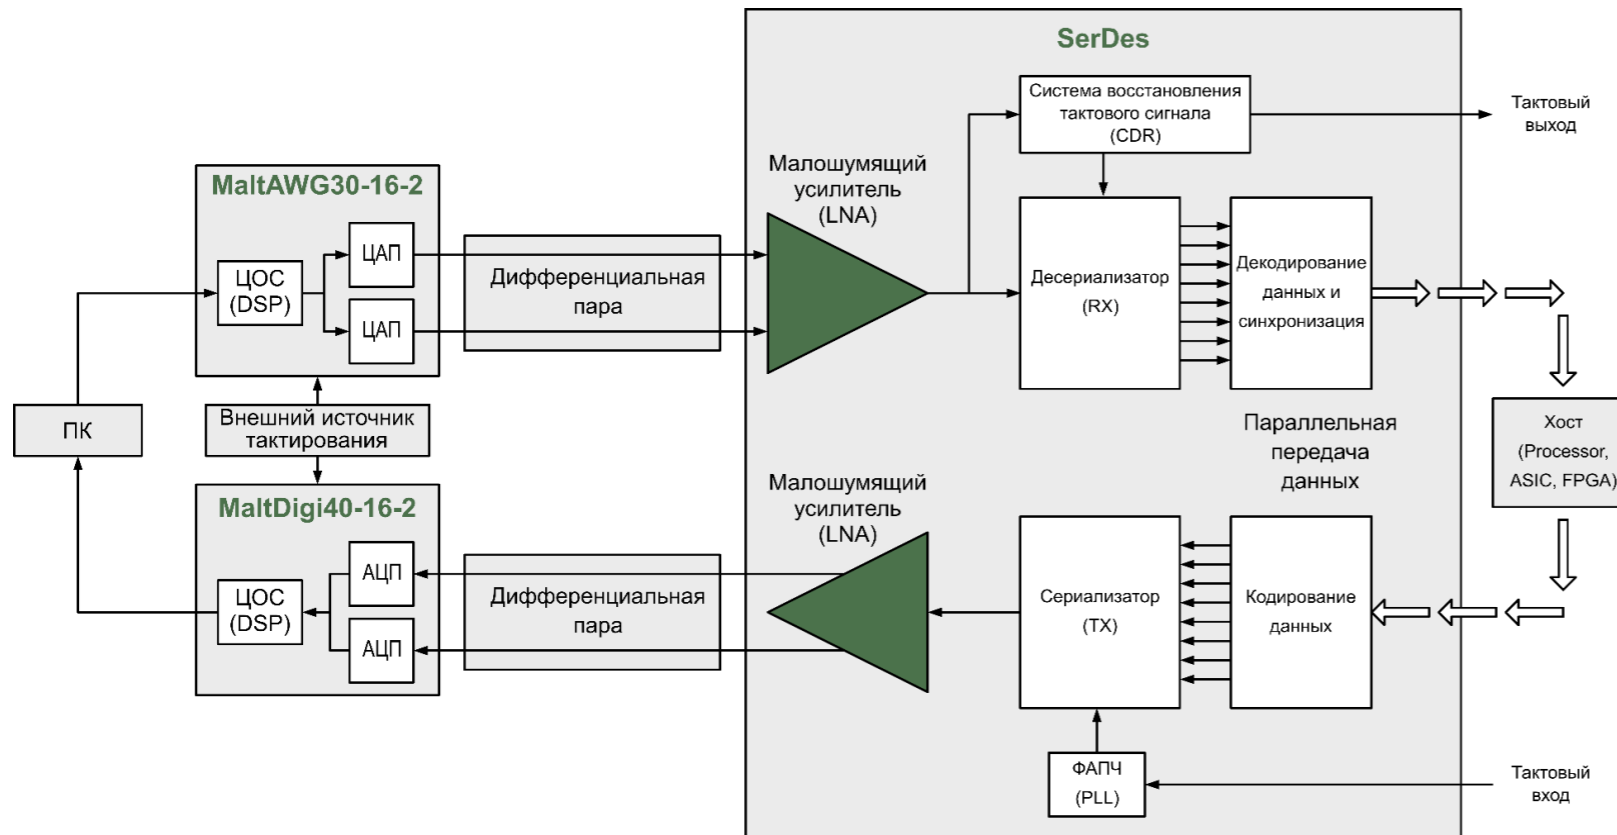 SerDes
Система восстановления
тактового сигнала
(CDR)
Тактовый
выход
Малошумящий
усилитель
(LNA)
MaltAWG30-16-2
ЦАП
ЦОС
(DSP)
ЦАП
Дифференциальная
пара
Десериализатор
(RX)
Декодирование
данных и
синхронизация
ПК
Внешний источник
тактирования
Параллельная
передача
данных
Хост
(Processor,
ASIC, FPGA)
MaltDigi40-16-2
Малошумящий
усилитель
(LNA)
АЦП
ЦОС
(DSP)
АЦП
Дифференциальная
пара
Сериализатор
(TX)
Кодирование
данных
ФАПЧ
(PLL)
Тактовый
вход